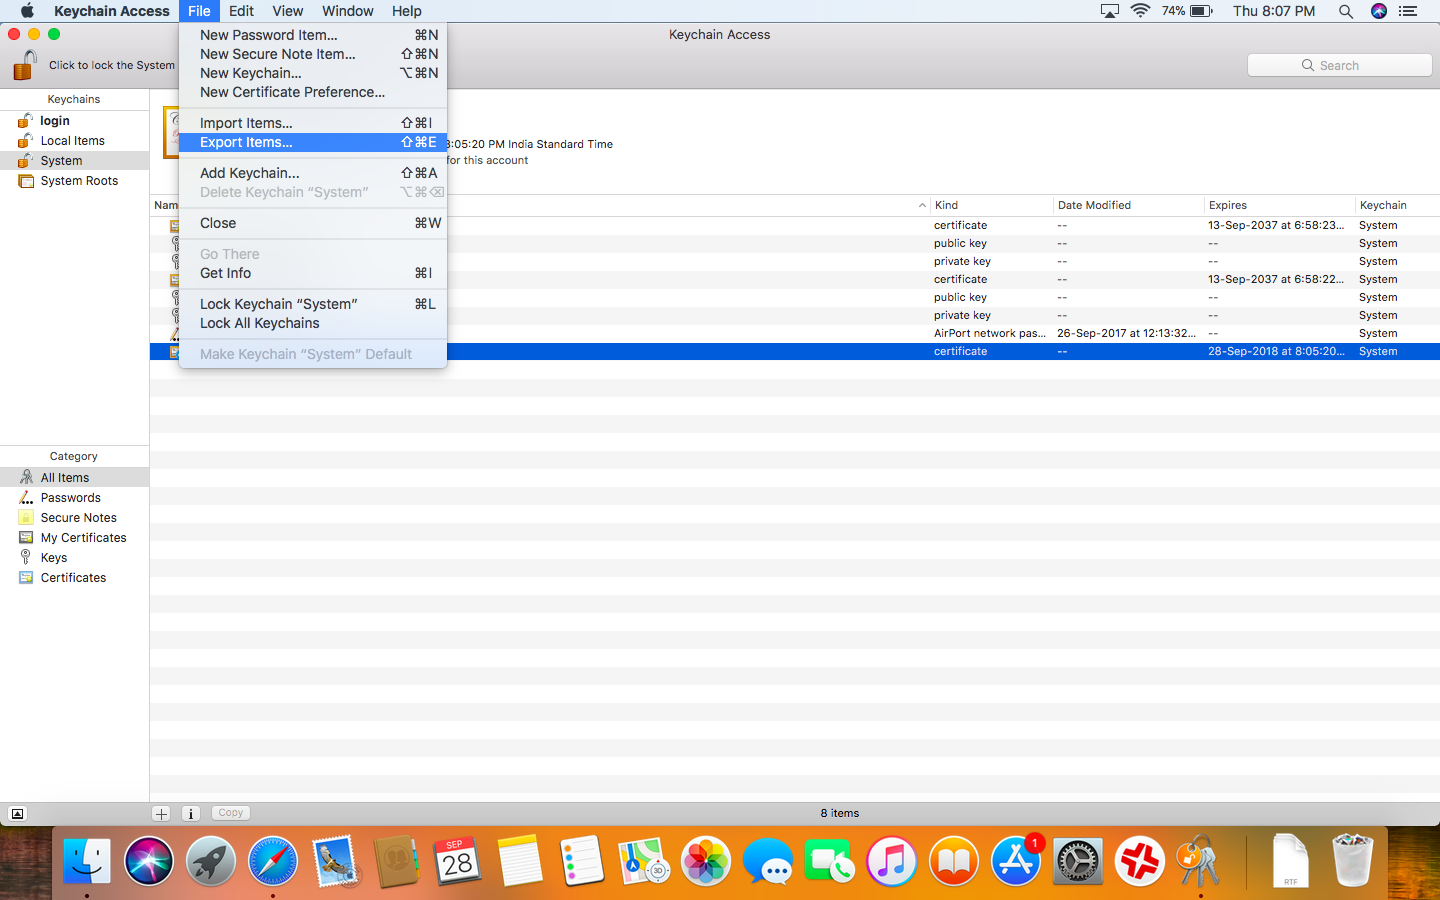 Keychain Access File Edit View Window Help 74% Thu 8:07 PM
Keychain Access
Click to lock the System
Search
New Password Item... ⌘N
New Secure Note Item... ⇧⌘N
New Keychain... ⌥⌘N
New Certificate Preference...
Import Items... ⇧⌘I
Export Items... ⇧⌘E
Add Keychain... ⇧⌘A
Delete Keychain “System” ⌥⌘⌫
Close ⌘W
Go There
Get Info ⌘I
Lock Keychain “System” ⌘L
Lock All Keychains
Make Keychain “System” Default
Keychains
login
Local Items
System
System Roots
:05:20 PM India Standard Time
for this account
Nam Kind Date Modified Expires Keychain
certificate -- 13-Sep-2037 at 6:58:23... System
public key -- -- System
private key -- -- System
certificate -- 13-Sep-2037 at 6:58:22... System
public key -- -- System
private key -- -- System
AirPort network pas... 26-Sep-2017 at 12:13:32... -- System
certificate -- 28-Sep-2018 at 8:05:20... System
Category
All Items
Passwords
Secure Notes
My Certificates
Keys
Certificates
Copy
8 items
SEP
28
3D
1
RTF